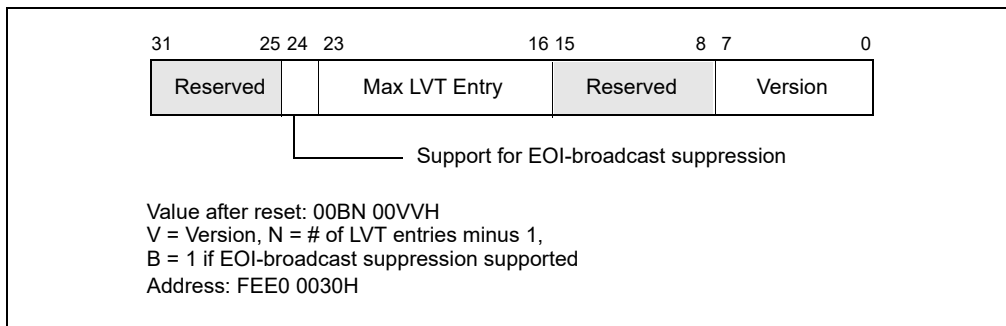 31 25 24 23 16 15 8 7 0
Reserved Max LVT Entry Reserved Version
Support for EOI-broadcast suppression
Value after reset: 00BN 00VVH
V = Version, N = # of LVT entries minus 1,
B = 1 if EOI-broadcast suppression supported
Address: FEE0 0030H